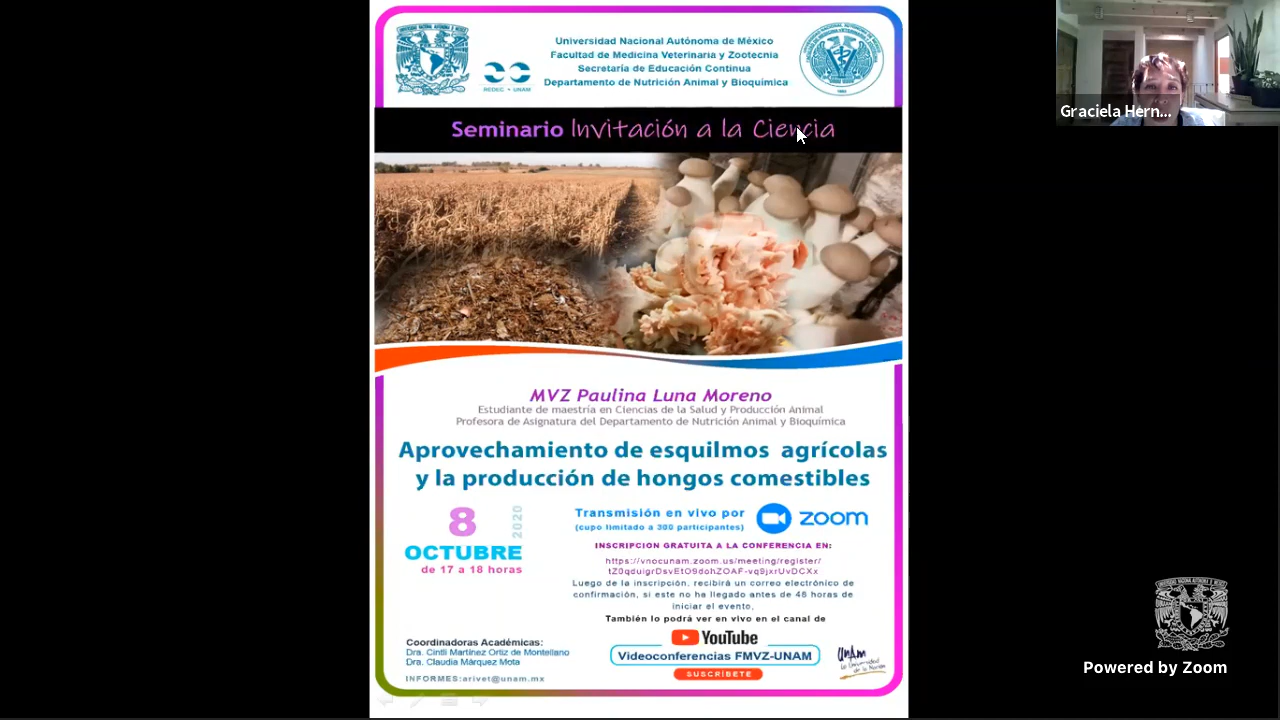 Universidad Nacional Autónoma de México
Facultad de Medicina Veterinaria y Zootecnia
Secretaría de Educación Continua
Departamento de Nutrición Animal y Bioquímica
REDEC • UNAM
Graciela Hern...
Seminario Invitación a la Ciencia
MVZ Paulina Luna Moreno
Estudiante de maestría en Ciencias de la Salud y Producción Animal
Profesora de Asignatura del Departamento de Nutrición Animal y Bioquímica
Aprovechamiento de esquilmos agrícolas
y la producción de hongos comestibles
8
2020
OCTUBRE
de 17 a 18 horas
Transmisión en vivo por
(cupo limitado a 300 participantes)
zoom
INSCRIPCIÓN GRATUITA A LA CONFERENCIA EN:
https://vnocunam.zoom.us/meeting/register/
Luego de la inscripción, recibirá un correo electrónico de
confirmación, si este no ha llegado antes de 48 horas de
iniciar el evento,
También lo podrá ver en vivo en el canal de
YouTube
Videoconferencias FMVZ-UNAM
SUSCRÍBETE
Coordinadoras Académicas:
Dra. Cintli Martínez Ortiz de Montellano
Dra. Claudia Márquez Mota
INFORMES:arivet@unam.mx
UNAM
La Universidad
de la Nación
Powered by Zoom